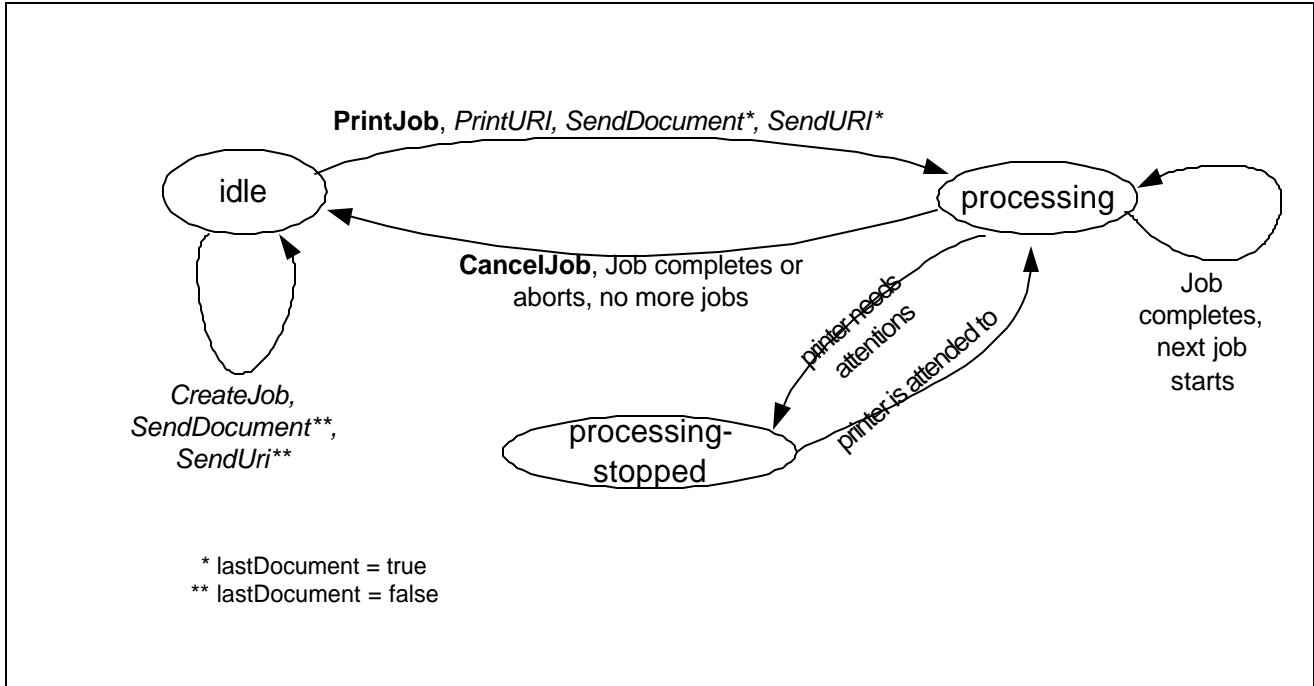 PrintJob, PrintURI, SendDocument*, SendURI*
idle
processing
CancelJob, Job completes or
aborts, no more jobs
printer needs
attentions
printer is attended to
Job
completes,
next job
starts
CreateJob,
SendDocument**,
SendUri**
processing-
stopped
* lastDocument = true
** lastDocument = false